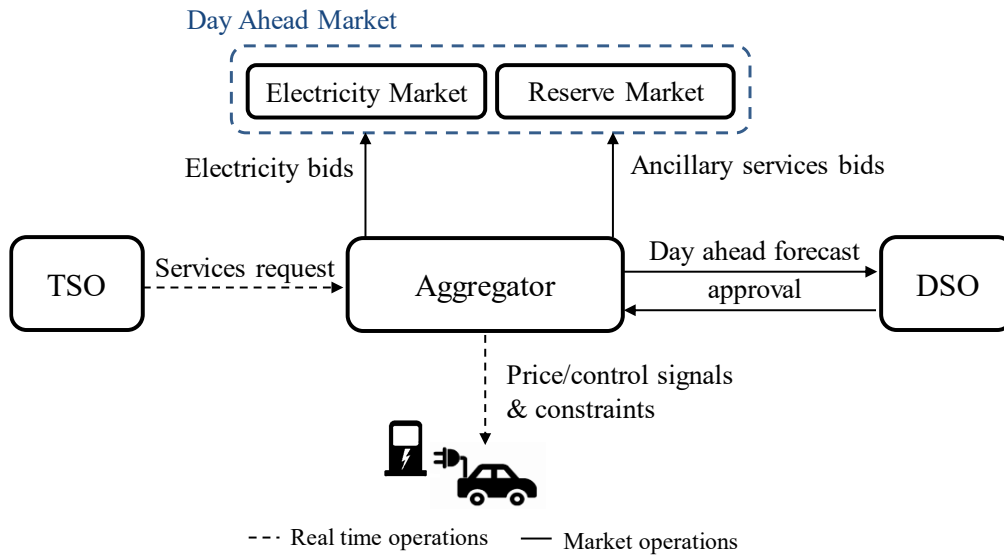 Day Ahead Market
Electricity Market
Reserve Market
Electricity bids
Ancillary services bids
TSO
Services request
Aggregator
Day ahead forecast
approval
DSO
Price/control signals
& constraints
Real time operations
Market operations